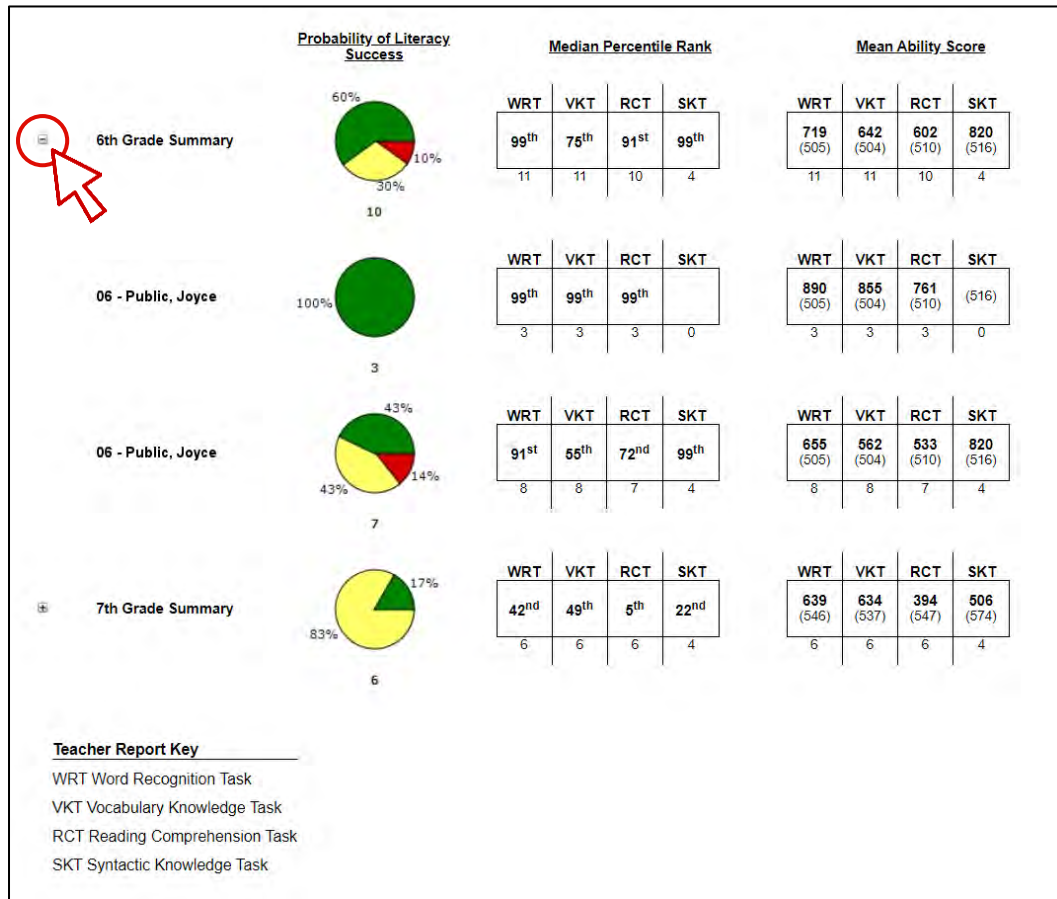 Probability of Literacy Success
Median Percentile Rank
Mean Ability Score
6th Grade Summary
60%
10%
30%
10
WRT VKT RCT SKT
99th 75th 91st 99th
11 11 10 4
WRT VKT RCT SKT
719 642 602 820
(505) (504) (510) (516)
11 11 10 4
06 - Public, Joyce
100%
3
WRT VKT RCT SKT
99th 99th 99th
3 3 3 0
WRT VKT RCT SKT
890 855 761
(505) (504) (510) (516)
3 3 3 0
06 - Public, Joyce
43%
14%
43%
7
WRT VKT RCT SKT
91st 55th 72nd 99th
8 8 7 4
WRT VKT RCT SKT
655 562 533 820
(505) (504) (510) (516)
8 8 7 4
7th Grade Summary
17%
83%
6
WRT VKT RCT SKT
42nd 49th 5th 22nd
6 6 6 4
WRT VKT RCT SKT
639 634 394 506
(546) (537) (547) (574)
6 6 6 4
Teacher Report Key
WRT Word Recognition Task
VKT Vocabulary Knowledge Task
RCT Reading Comprehension Task
SKT Syntactic Knowledge Task